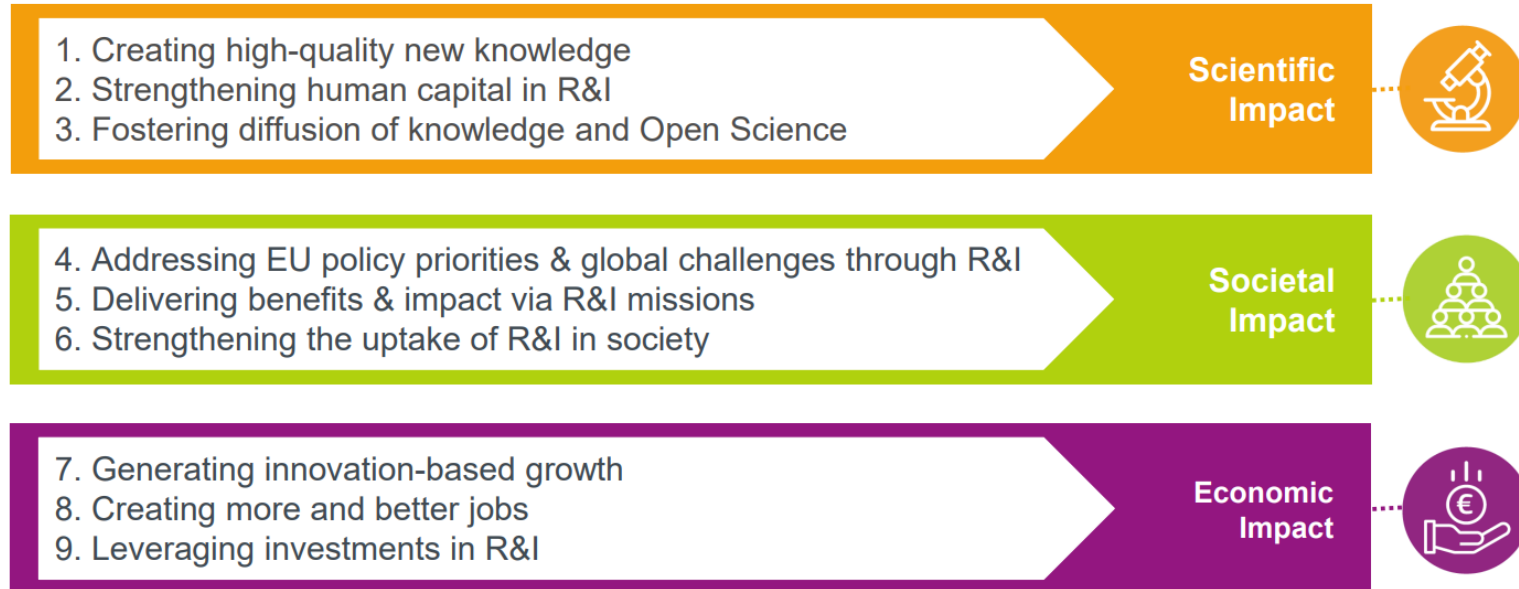 1. Creating high-quality new knowledge
2. Strengthening human capital in R&I
3. Fostering diffusion of knowledge and Open Science
Scientific
Impact
4. Addressing EU policy priorities & global challenges through R&I
5. Delivering benefits & impact via R&I missions
6. Strengthening the uptake of R&I in society
Societal
Impact
7. Generating innovation-based growth
8. Creating more and better jobs
9. Leveraging investments in R&I
Economic
Impact
€